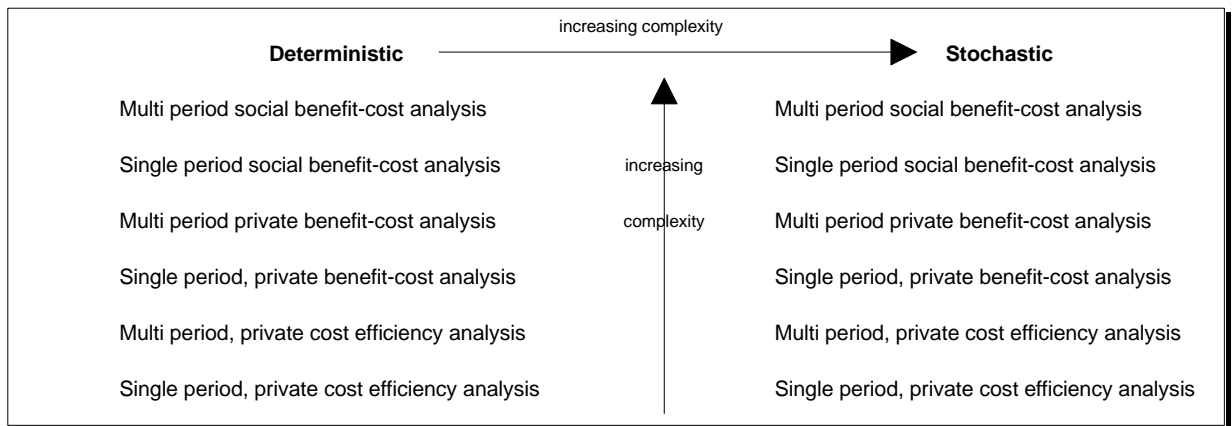 increasing complexity
Deterministic
Stochastic
Multi period social benefit-cost analysis
Multi period social benefit-cost analysis
Single period social benefit-cost analysis
increasing
Single period social benefit-cost analysis
Multi period private benefit-cost analysis
complexity
Multi period private benefit-cost analysis
Single period, private benefit-cost analysis
Single period, private benefit-cost analysis
Multi period, private cost efficiency analysis
Multi period, private cost efficiency analysis
Single period, private cost efficiency analysis
Single period, private cost efficiency analysis